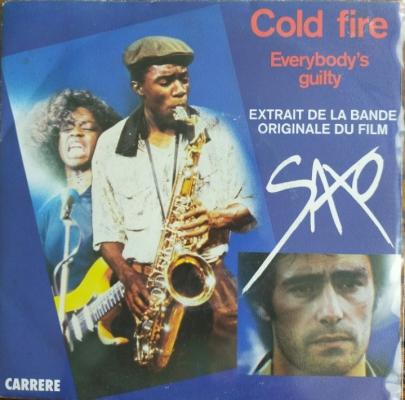 Cold fire
Everybody's
guilty
EXTRAIT DE LA BANDE
ORIGINALE DU FILM
SAXO
CARRERE